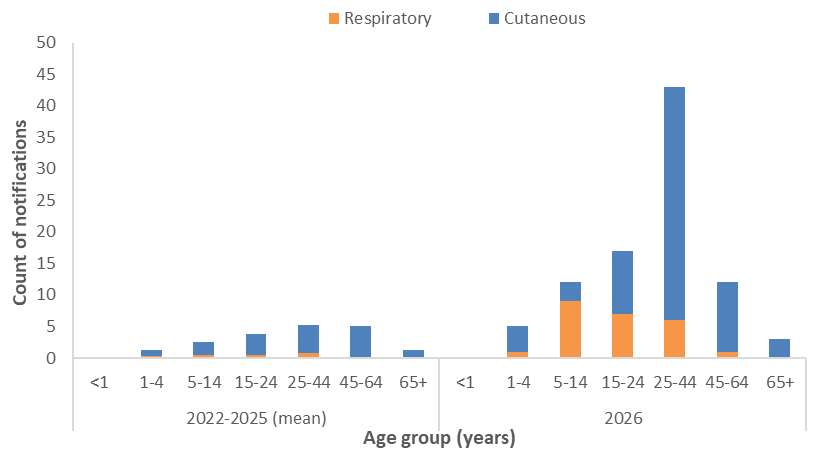 Respiratory Cutaneous
50
45
40
35
30
25
20
15
10
5
0
Count of notifications
<1 1-4 5-14 15-24 25-44 45-64 65+ <1 1-4 5-14 15-24 25-44 45-64 65+
2022-2025 (mean) 2026
Age group (years)